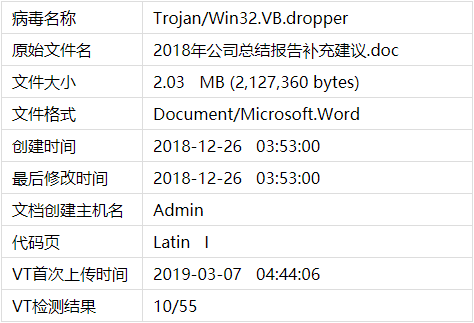 病毒名称 Trojan/Win32.VB.dropper
原始文件名 2018年公司总结报告补充建议.doc
文件大小 2.03 MB (2,127,360 bytes)
文件格式 Document/Microsoft.Word
创建时间 2018-12-26 03:53:00
最后修改时间 2018-12-26 03:53:00
文档创建主机名 Admin
代码页 Latin I
VT首次上传时间 2019-03-07 04:44:06
VT检测结果 10/55